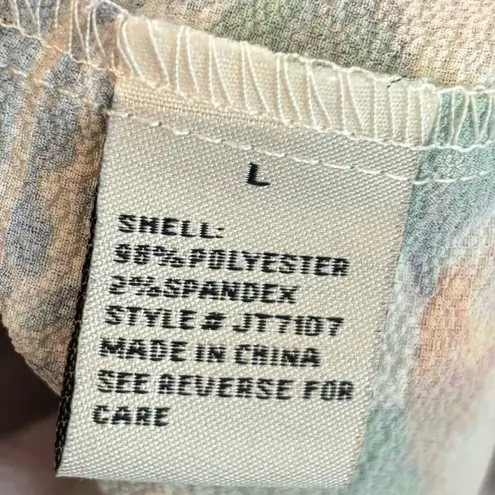 L
SHELL:
98%POLYESTER
2%SPANDEX
STYLE # JT7107
MADE IN CHINA
SEE REVERSE FOR
CARE